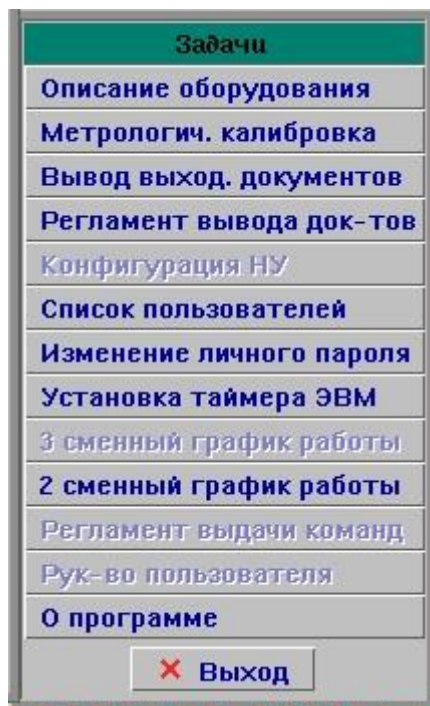 Задачи
Описание оборудования
Метрологич. калибровка
Вывод выход. документов
Регламент вывода док-тов
Конфигурация НУ
Список пользователей
Изменение личного пароля
Установка таймера ЭВМ
3 сменный график работы
2 сменный график работы
Регламент выдачи команд
Рук-во пользователя
О программе
Выход